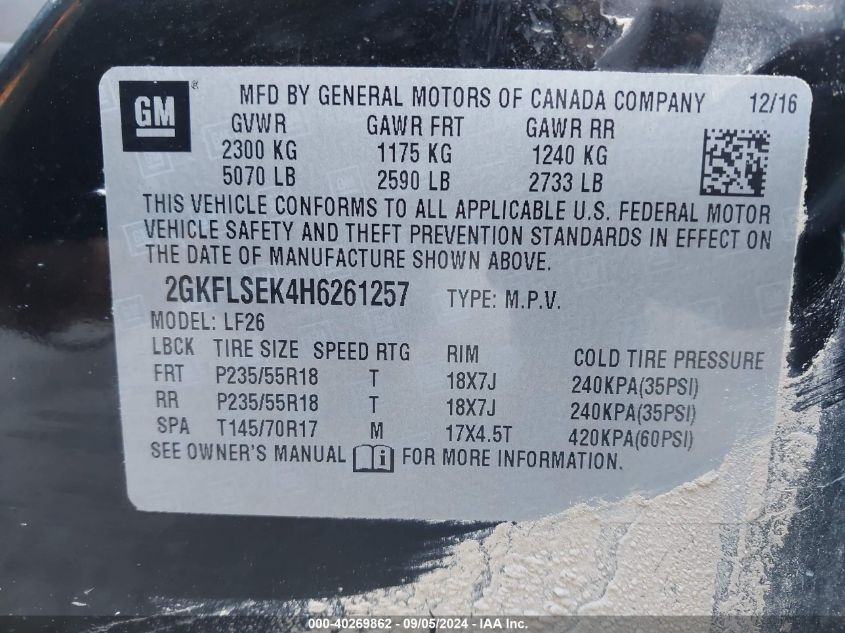 GM ® MFD BY GENERAL MOTORS OF CANADA COMPANY 12/16
GVWR GAWR FRT GAWR RR
2300 KG 1175 KG 1240 KG
5070 LB 2590 LB 2733 LB
THIS VEHICLE CONFORMS TO ALL APPLICABLE U.S. FEDERAL MOTOR
VEHICLE SAFETY AND THEFT PREVENTION STANDARDS IN EFFECT ON
THE DATE OF MANUFACTURE SHOWN ABOVE.
2GKFLSEK4H6261257 TYPE: M.P.V.
MODEL: LF26
LBCK TIRE SIZE SPEED RTG RIM COLD TIRE PRESSURE
FRT P235/55R18 T 18X7J 240KPA(35PSI)
RR P235/55R18 T 18X7J 240KPA(35PSI)
SPA T145/70R17 M 17X4.5T 420KPA(60PSI)
SEE OWNER'S MANUAL FOR MORE INFORMATION.
000-40269862 - 09/05/2024 - IAA Inc.